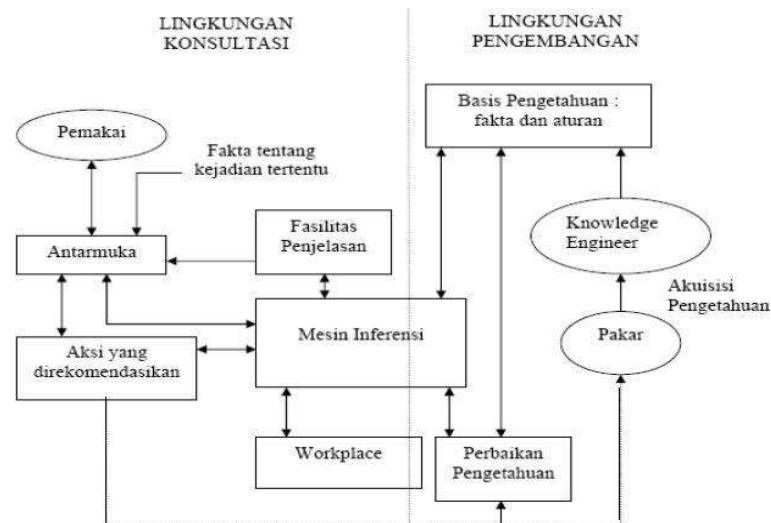 LINGKUNGAN
KONSULTASI
LINGKUNGAN
PENGEMBANGAN
Basis Pengetahuan :
fakta dan aturan
Pemakai
Fakta tentang
kejadian tertentu
Fasilitas
Penjelasan
Knowledge
Engineer
Antarmuka
Akuisisi
Pengetahuan
Mesin Inferensi
Pakar
Aksi yang
direkomendasikan
Workplace
Perbaikan
Pengetahuan